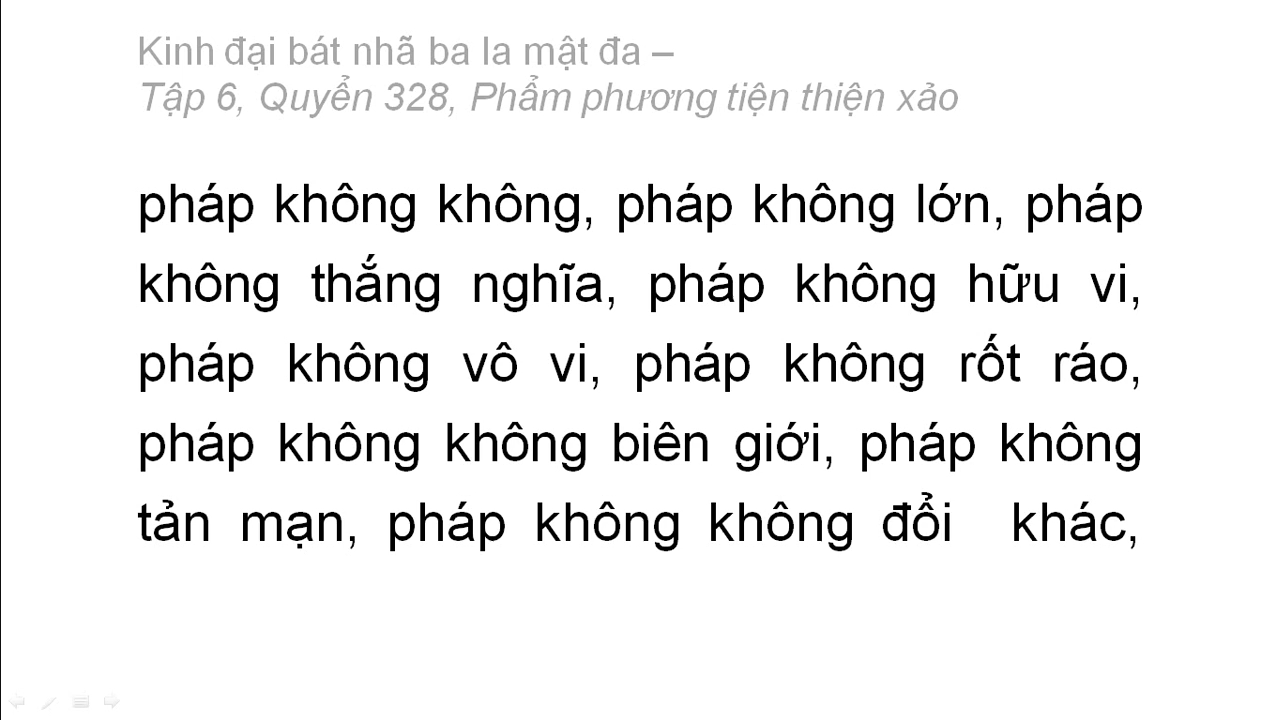 Kinh đại bát nhã ba la mật đa –
Tập 6, Quyển 328, Phẩm phương tiện thiện xảo
pháp không không, pháp không lớn, pháp
không thắng nghĩa, pháp không hữu vi,
pháp không vô vi, pháp không rốt ráo,
pháp không không biên giới, pháp không
tản mạn, pháp không không đổi khác,